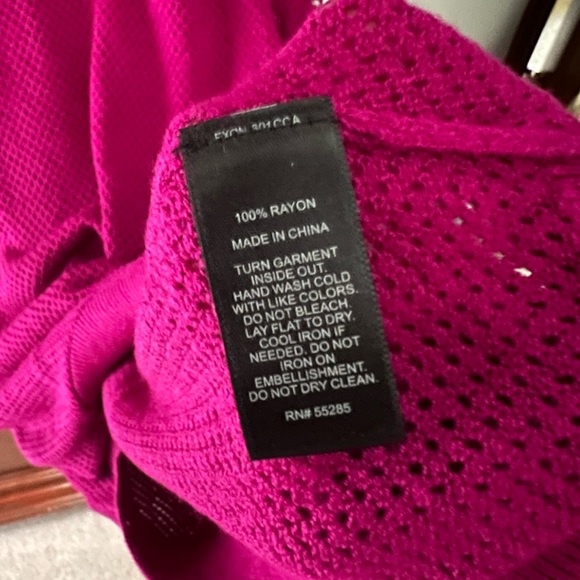 100% RAYON
MADE IN CHINA
TURN GARMENT
INSIDE OUT.
HAND WASH COLD
WITH LIKE COLORS.
DO NOT BLEACH.
LAY FLAT TO DRY.
COOL IRON IF
NEEDED. DO NOT
IRON ON
EMBELLISHMENT.
DO NOT DRY CLEAN.
RN# 55285